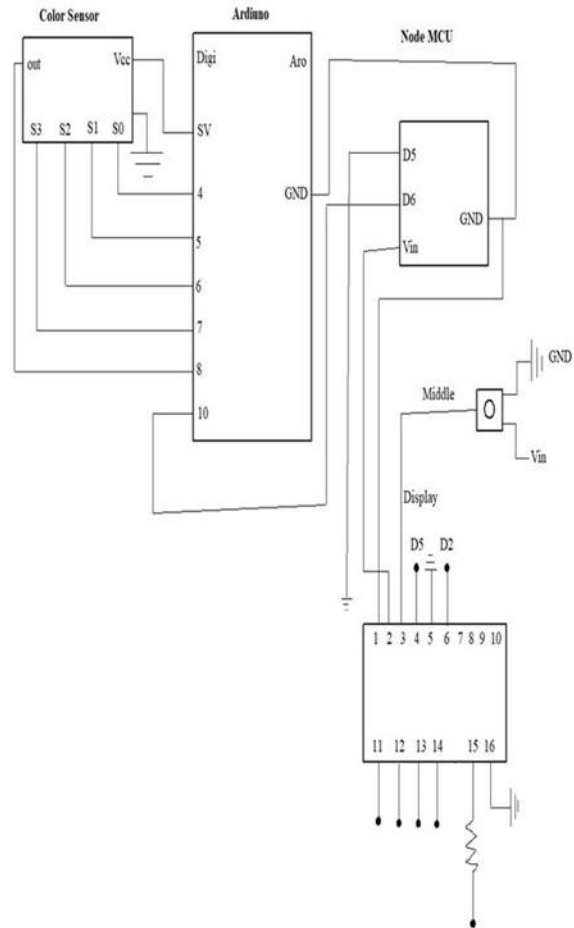 Color Sensor
Ardiuno
Node MCU
out
Vcc
S3 S2 S1 S0
Digi
Aro
SV
GND
4
5
6
7
8
10
D5
D6
Vin
GND
GND
Middle
Vin
Display
D5 D2
1 2 3 4 5 6 7 8 9 10
11 12 13 14 15 16